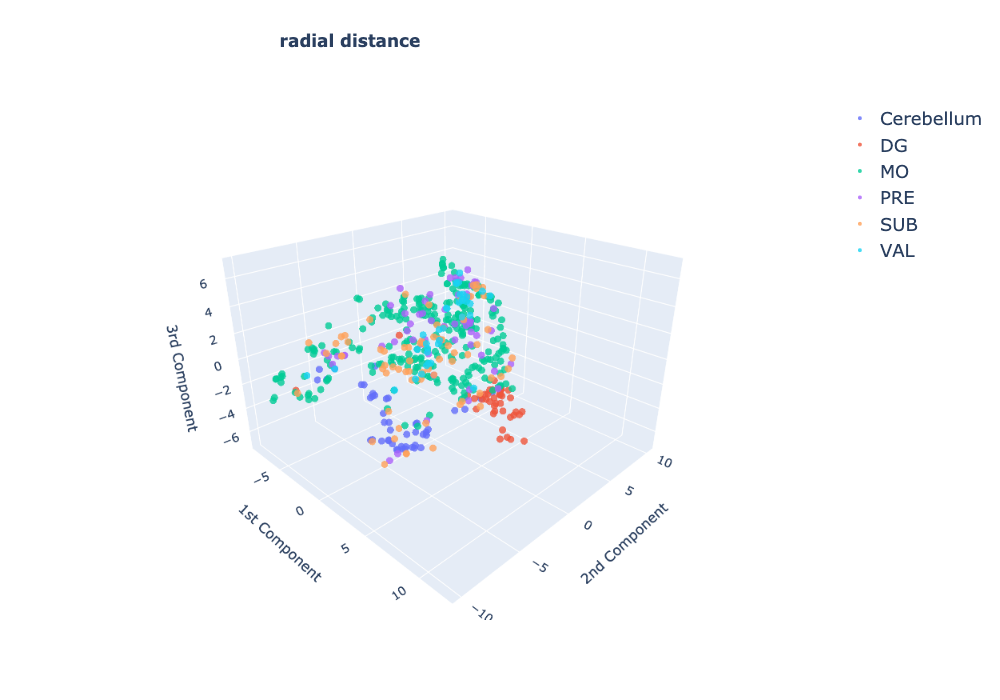 radial distance
Cerebellum
DG
MO
PRE
SUB
VAL
6
4
2
0
−2
−4
−6
3rd Component
−5
0
5
10
1st Component
10
5
0
−5
−10
2nd Component